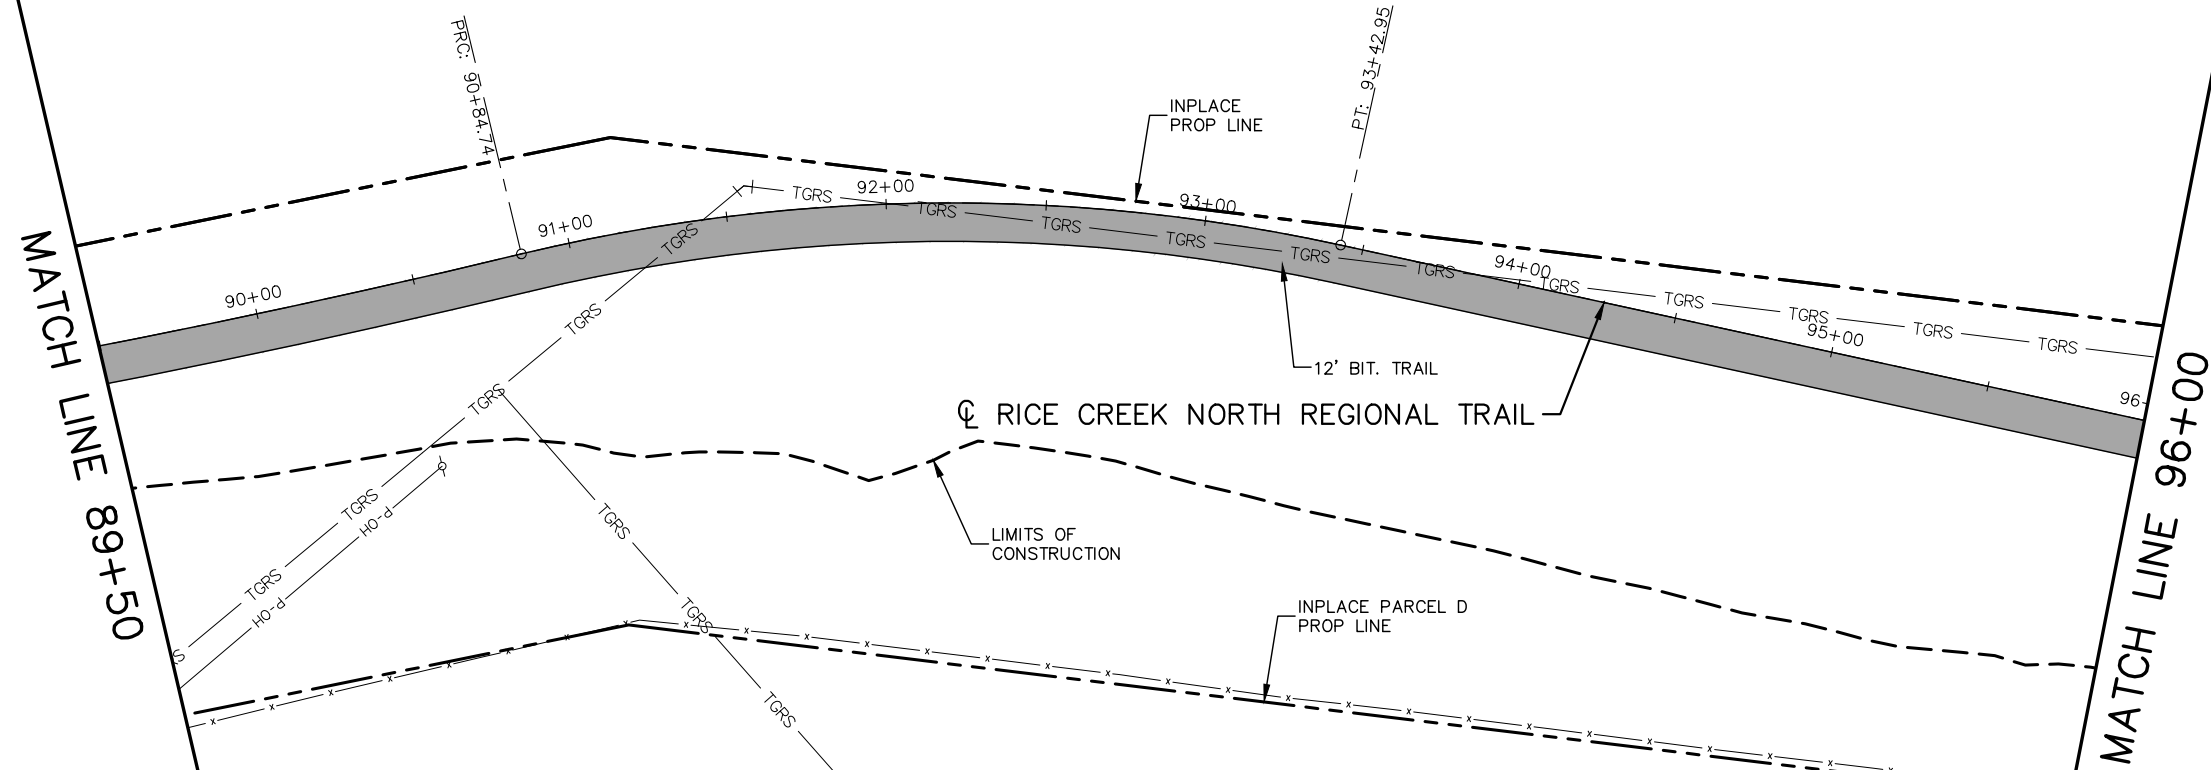 PRC: 90+84.74
PT: 93+42.95
INPLACE
PROP LINE
TGRS
92+00
93+00
TGRS
TGRS
TGRS
TGRS
TGRS
94+00
TGRS
TGRS
TGRS
TGRS
TGRS
95+00
96
91+00
90+00
TGRS
TGRS
TGRS
TGRS
TGRS
S
P-OH
P-OH
TGRS
TGRS
TGRS
12' BIT. TRAIL
℄ RICE CREEK NORTH REGIONAL TRAIL
LIMITS OF
CONSTRUCTION
INPLACE PARCEL D
PROP LINE
MATCH LINE 89+50
MATCH LINE 96+00